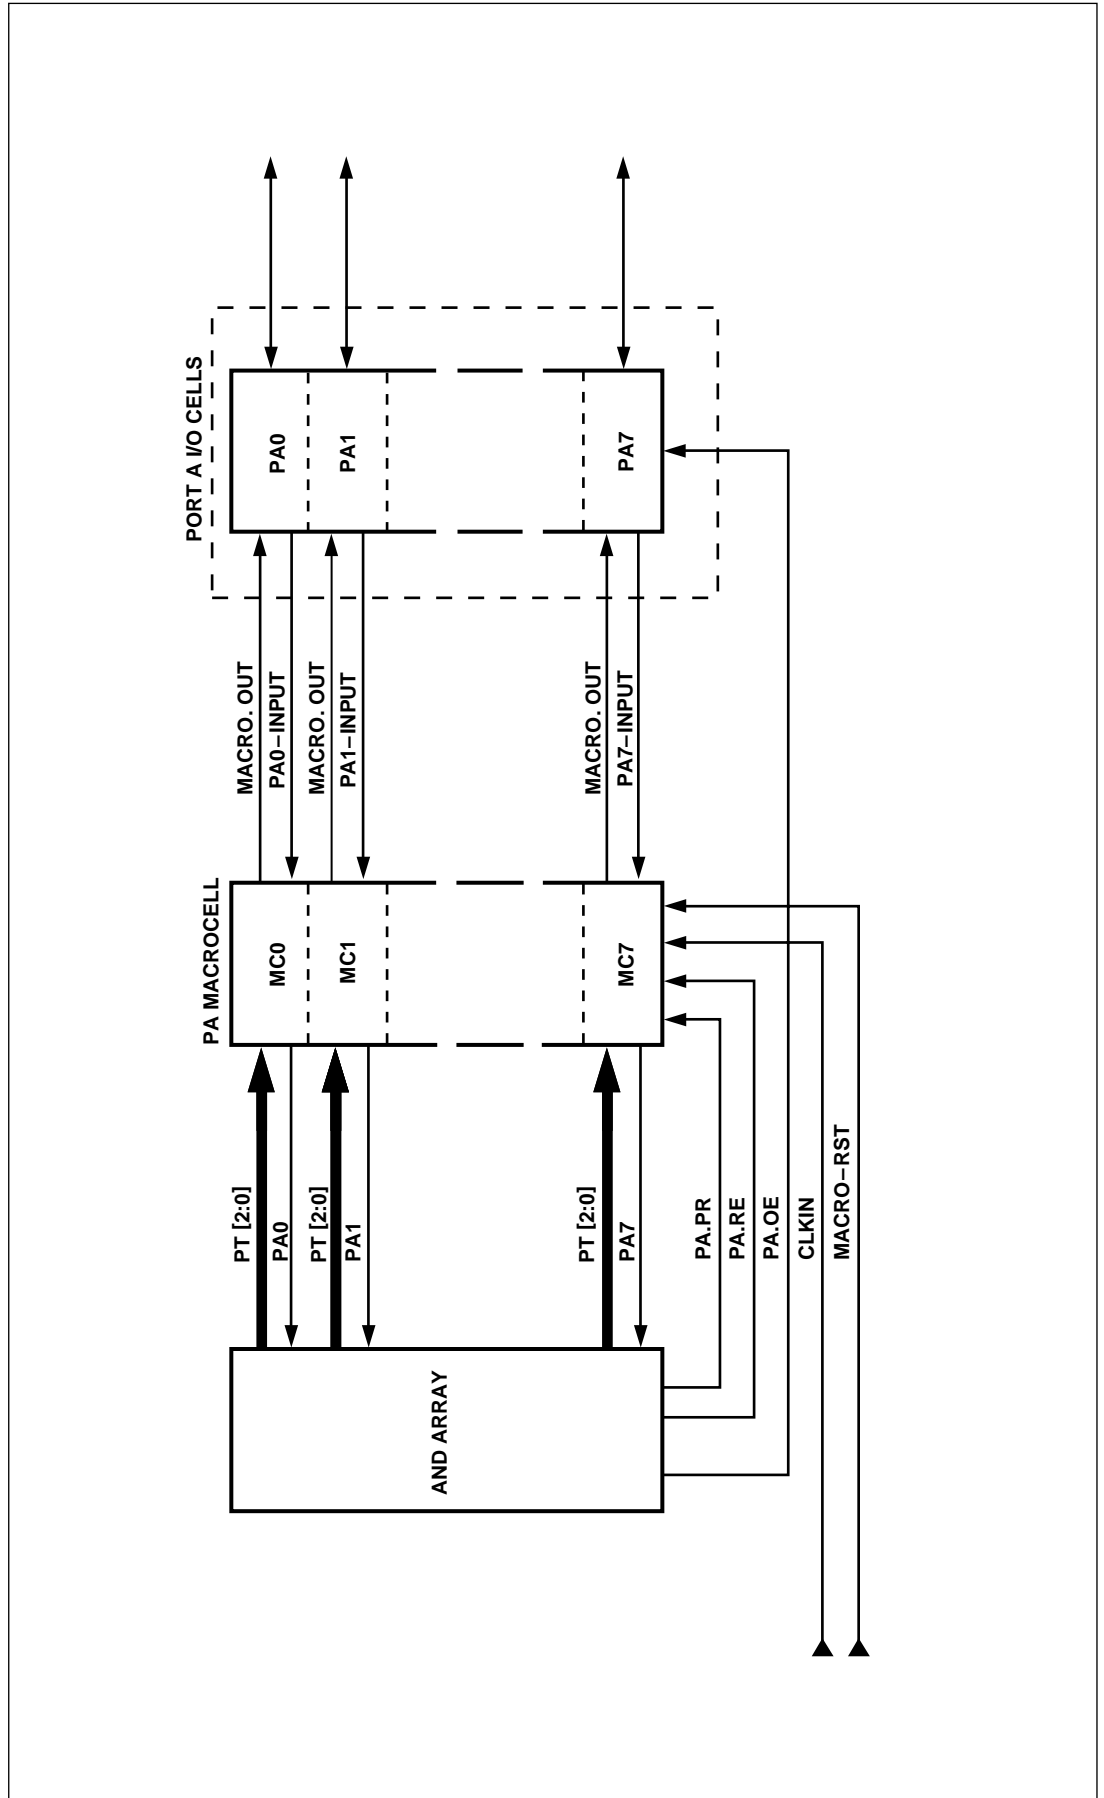 PORT A I/O CELLS
PA0
PA1
PA7
MACRO. OUT
PA0–INPUT
MACRO. OUT
PA1–INPUT
MACRO. OUT
PA7–INPUT
PA MACROCELL
MC0
MC1
MC7
PT [2:0]
PA0
PT [2:0]
PA1
PT [2:0]
PA7
PA.PR
PA.RE
PA.OE
CLKIN
MACRO–RST
AND ARRAY